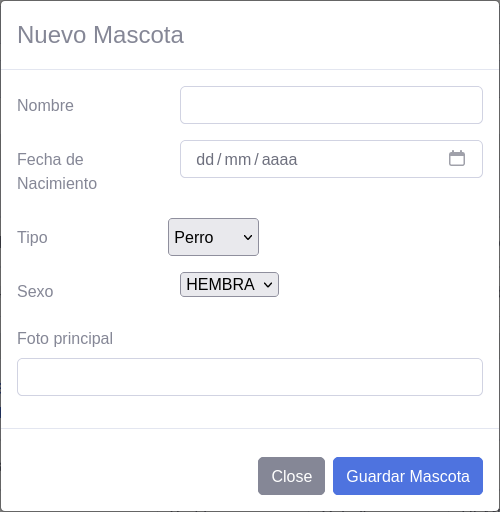 Nuevo Mascota
Nombre
Fecha de
Nacimiento
dd/mm/aaaa
Tipo
Perro
Sexo
HEMBRA
Foto principal
Close
Guardar Mascota